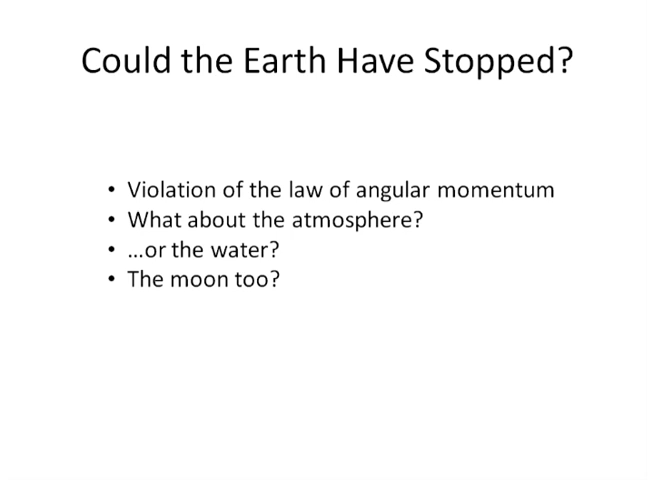 Could the Earth Have Stopped?
• Violation of the law of angular momentum
• What about the atmosphere?
• ...or the water?
• The moon too?